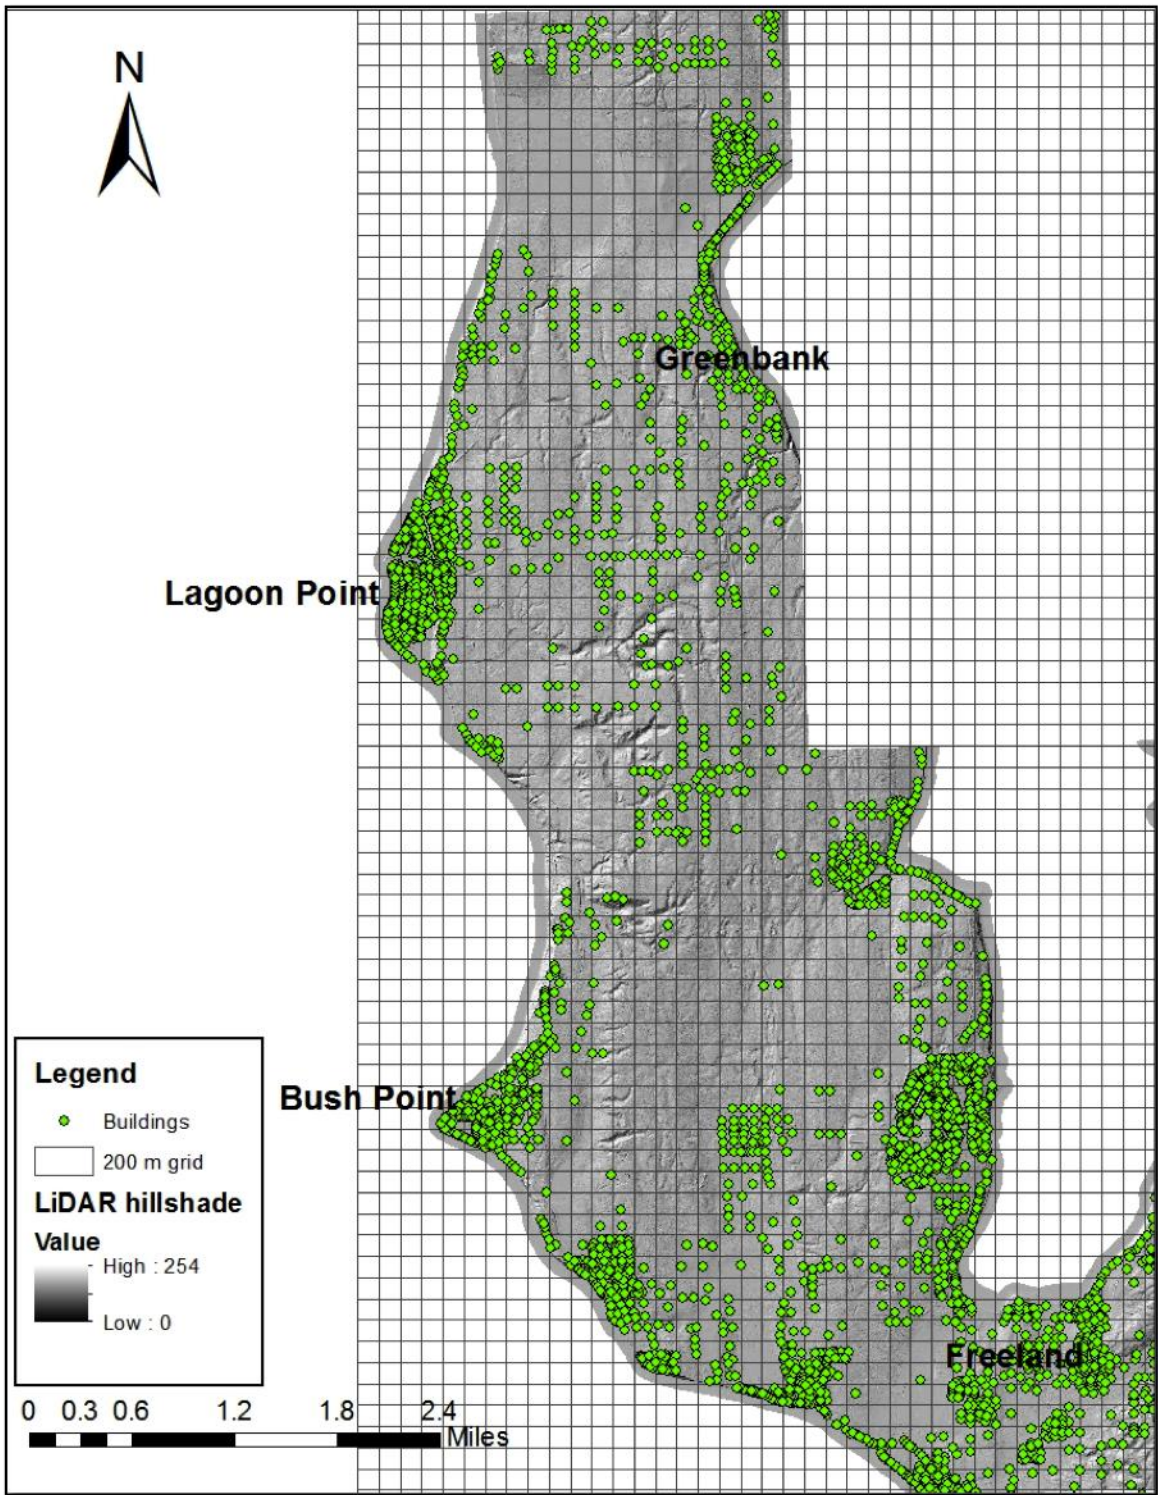 N
Greenbank
Lagoon Point
Bush Point
Freeland
Legend
Buildings
200 m grid
LiDAR hillshade
Value
High : 254
Low : 0
0 0.3 0.6 1.2 1.8 2.4
Miles